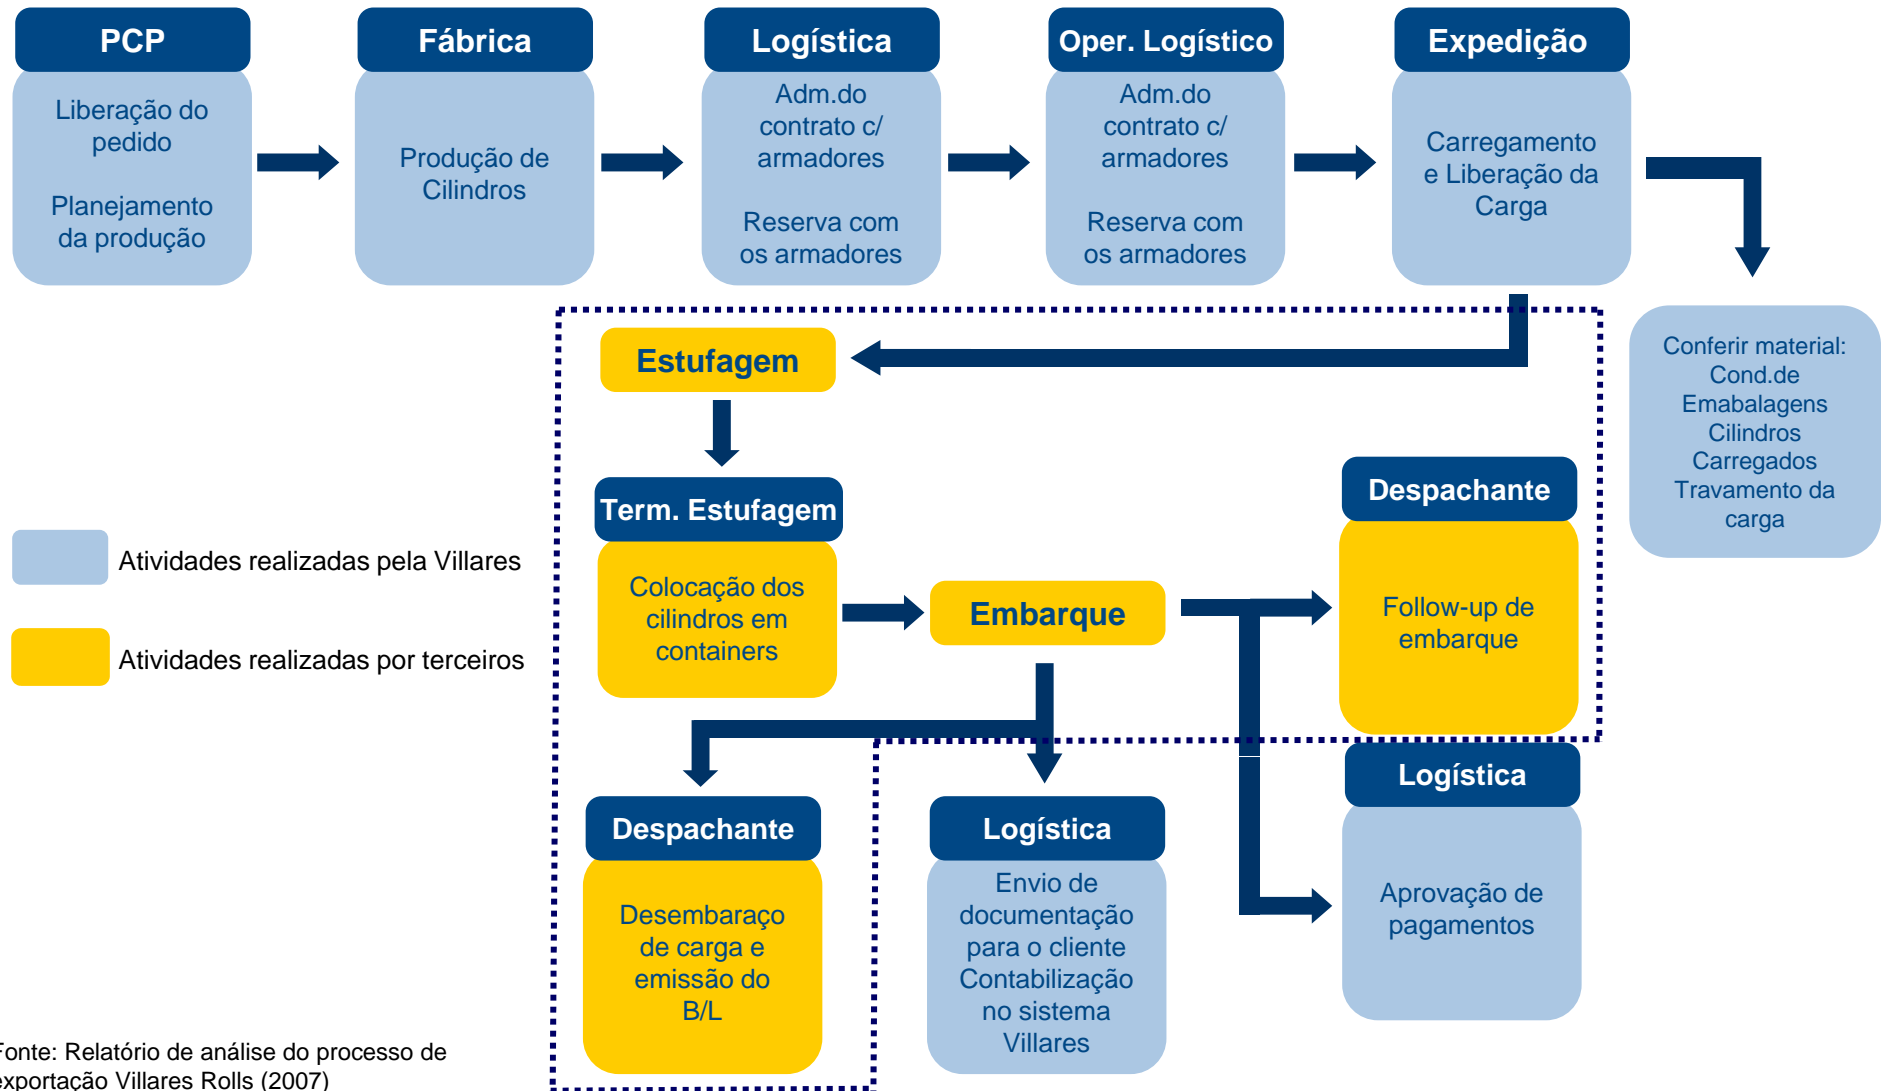 PCP
Liberação do
pedido
Planejamento
da produção
Fábrica
Produção de
Cilindros
Logística
Adm.do
contrato c/
armadores
Reserva com
os armadores
Oper. Logístico
Adm.do
contrato c/
armadores
Reserva com
os armadores
Expedição
Carregamento
e Liberação da
Carga
Conferir material:
Cond.de
Emabalagens
Cilindros
Carregados
Travamento da
carga
Estufagem
Term. Estufagem
Colocação dos
cilindros em
containers
Embarque
Despachante
Follow-up de
embarque
Atividades realizadas pela Villares
Atividades realizadas por terceiros
Despachante
Desembaraço
de carga e
emissão do
B/L
Logística
Envio de
documentação
para o cliente
Contabilização
no sistema
Villares
Logística
Aprovação de
pagamentos
Fonte: Relatório de análise do processo de
exportação Villares Rolls (2007)